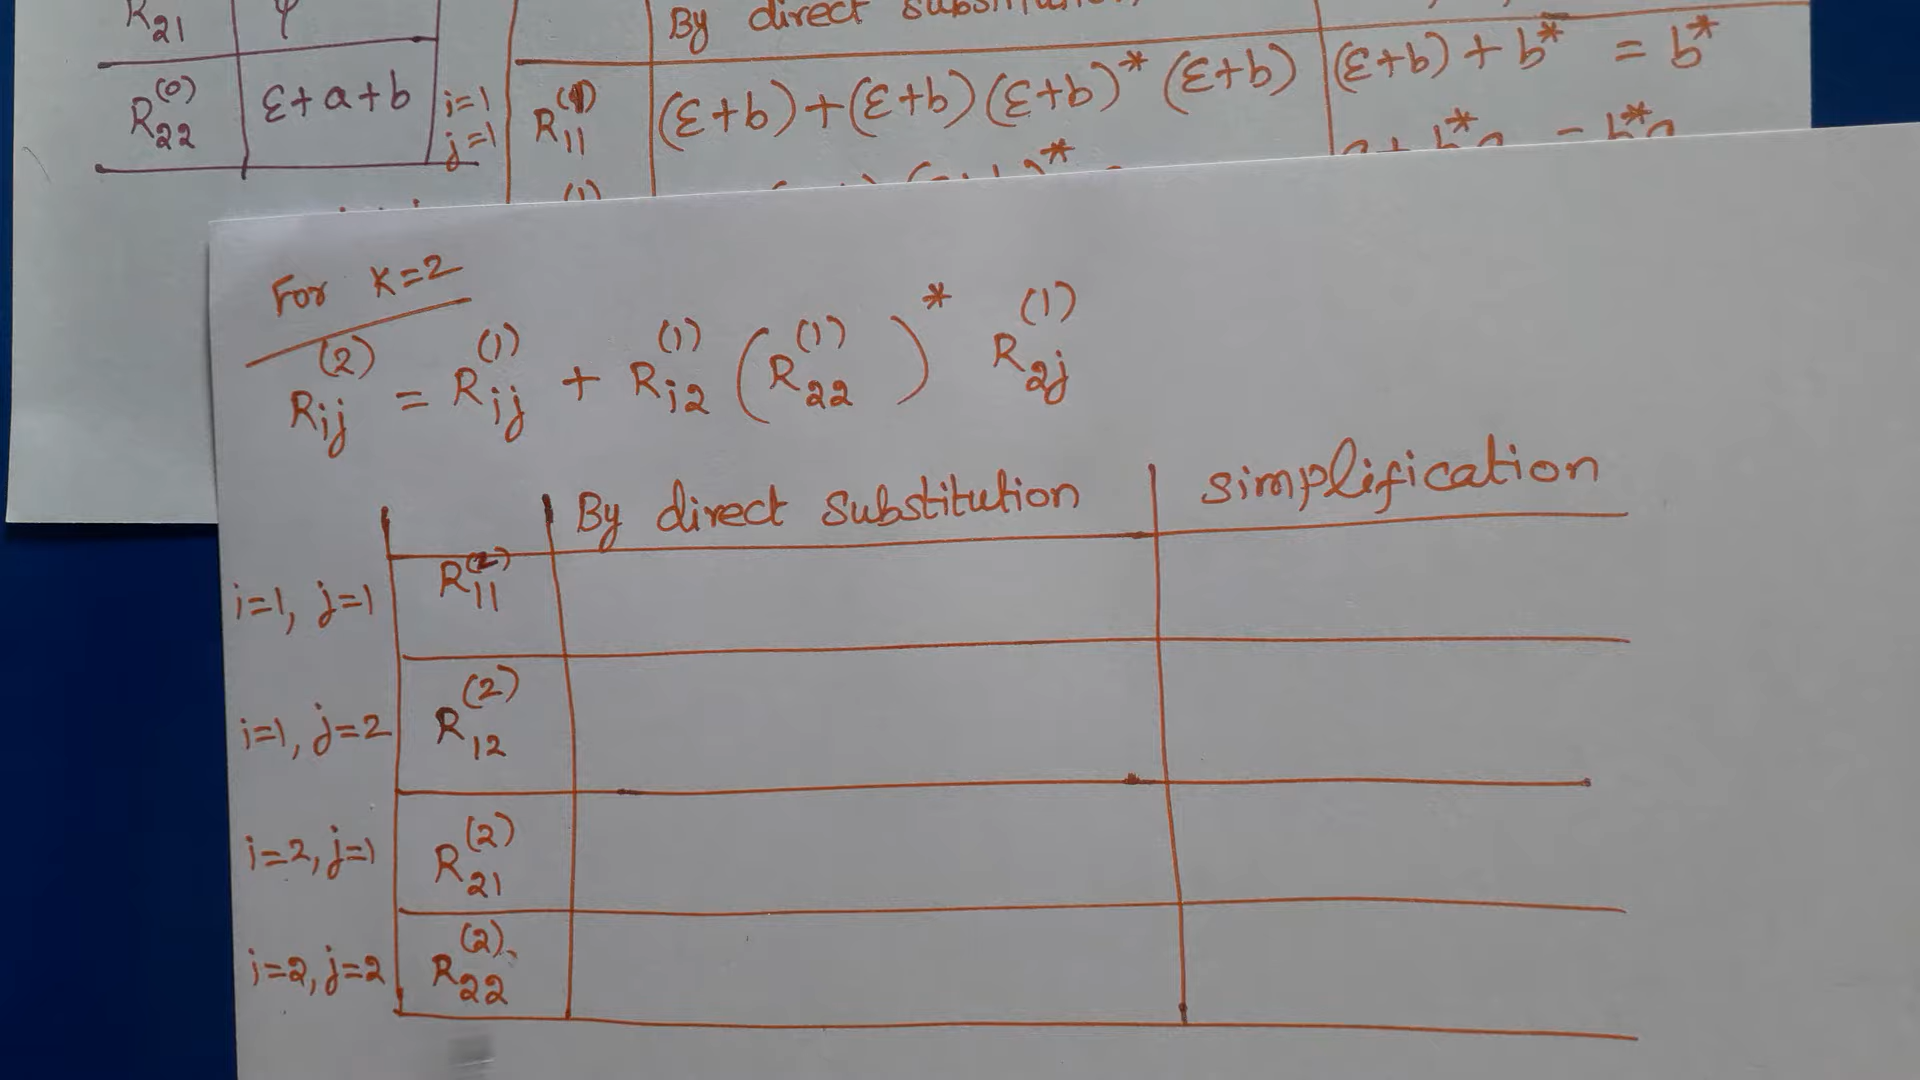 R₂₁ φ
R₂₂⁽⁰⁾ ε+a+b
By direct substitution
i=1
j=1
R₁₁⁽¹⁾ (ε+b)+(ε+b)(ε+b)* (ε+b) (ε+b)+b* = b*
(1)
For K=2
Rᵢⱼ⁽²⁾ = Rᵢⱼ⁽¹⁾ + Rᵢ₂⁽¹⁾ (R₂₂⁽¹⁾)* R₂ⱼ⁽¹⁾
By direct substitution simplification
i=1, j=1 R₁₁⁽²⁾
i=1, j=2 R₁₂⁽²⁾
i=2, j=1 R₂₁⁽²⁾
i=2, j=2 R₂₂⁽²⁾